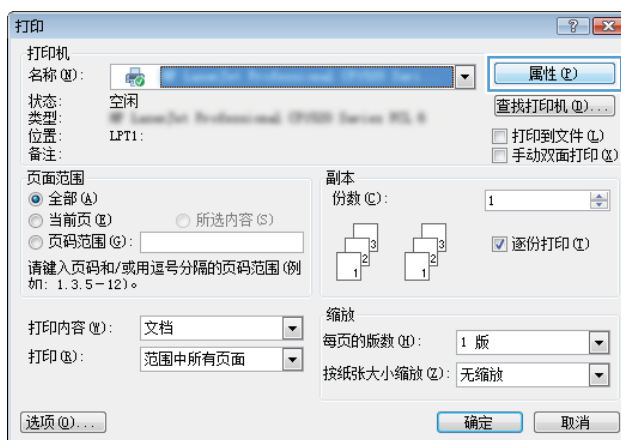 打印
打印机
名称(N):
属性(P)
状态: 空闲
查找打印机(D)...
类型:
位置: LPT1:
打印到文件(L)
备注:
手动双面打印(X)
页面范围
全部(A)
当前页(E) 所选内容(S)
页码范围(G):
请键入页码和/或用逗号分隔的页码范围(例
如: 1.3.5-12)。
副本
份数(C): 1
3 3
2 2
1 1
逐份打印(T)
打印内容(W): 文档
打印(R): 范围中所有页面
缩放
每页的版数(H): 1 版
按纸张大小缩放(Z): 无缩放
选项(O)...
确定 取消